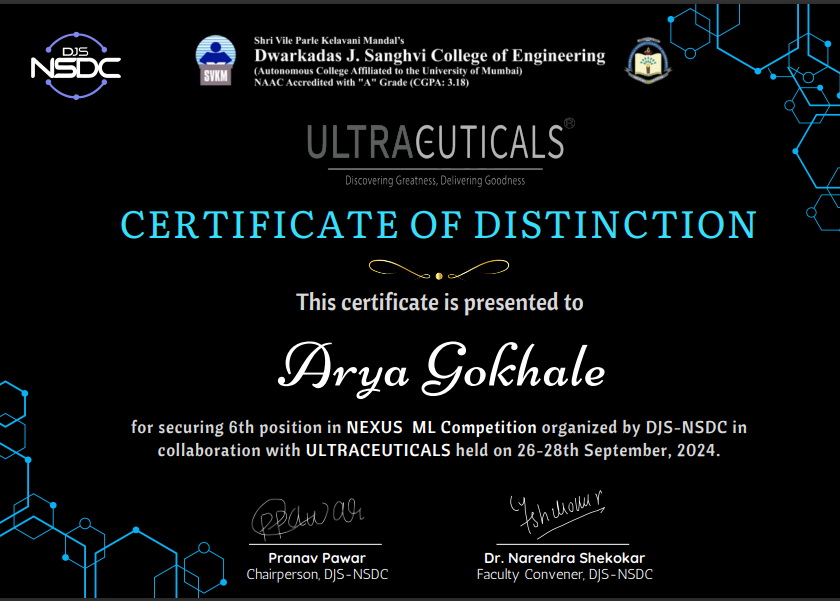 DJS
NSDC
SVKM
Shri Vile Parle Kelavani Mandal's
Dwarkadas J. Sanghvi College of Engineering
(Autonomous College Affiliated to the University of Mumbai)
NAAC Accredited with "A" Grade (CGPA: 3.18)
ULTRACEUTICALS®
Discovering Greatness, Delivering Goodness
CERTIFICATE OF DISTINCTION
This certificate is presented to
Arya Gokhale
for securing 6th position in NEXUS ML Competition organized by DJS-NSDC in
collaboration with ULTRACEUTICALS held on 26-28th September, 2024.
PPawar
Pranav Pawar
Chairperson, DJS-NSDC
Dr. Narendra Shekokar
Faculty Convener, DJS-NSDC